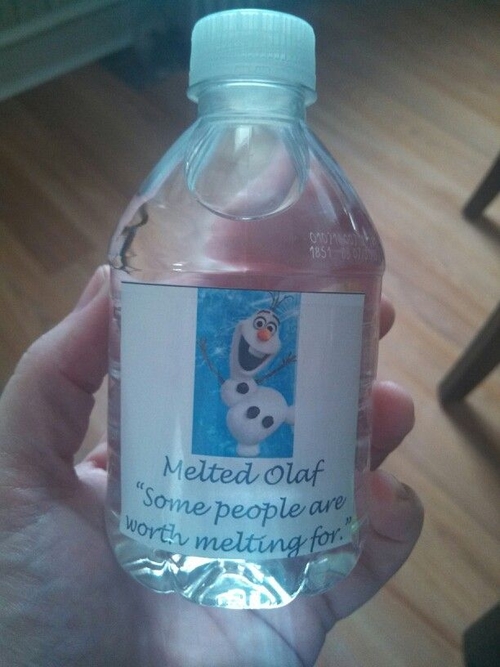 Melted Olaf
"Some people are
worth melting for."